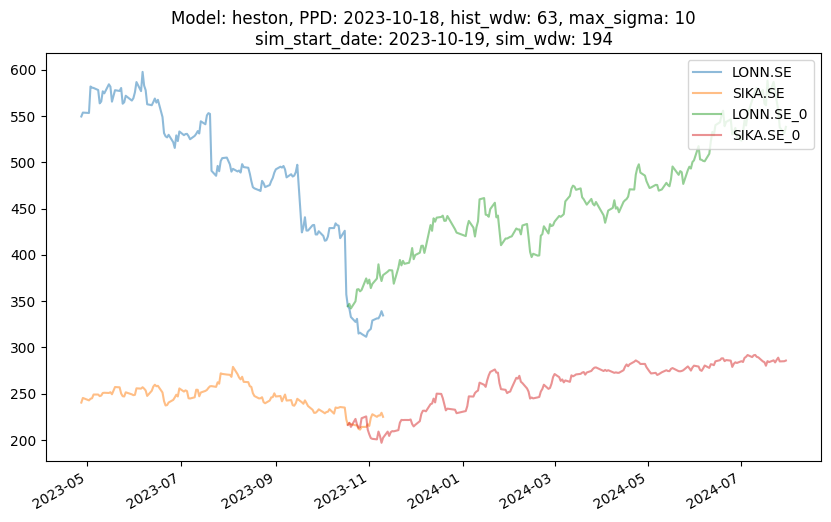 Model: heston, PPD: 2023-10-18, hist_wdw: 63, max_sigma: 10
sim_start_date: 2023-10-19, sim_wdw: 194
LONN.SE
SIKA.SE
LONN.SE_0
SIKA.SE_0
600
550
500
450
400
350
300
250
200
2023-05
2023-07
2023-09
2023-11
2024-01
2024-03
2024-05
2024-07